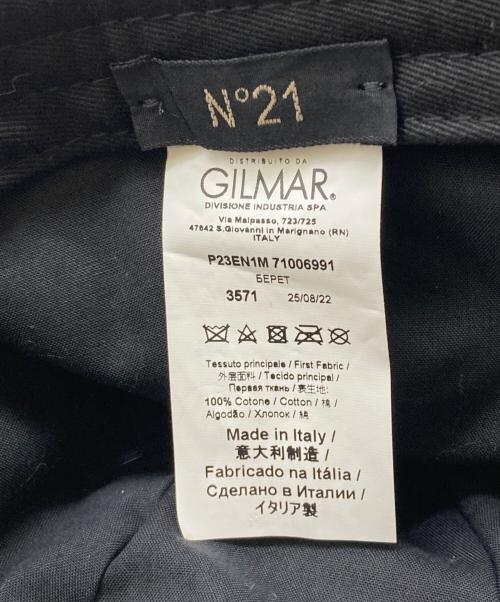 N°21
DISTRIBUITO DA
GILMAR®
DIVISIONE INDUSTRIA SPA
Via Malpasso, 723/725
47842 S.Giovanni in Marignano (RN)
ITALY
P23EN1M 71006991
БЕРЕТ
3571 25/08/22
Tessuto principale / First Fabric /
外层面料 / Tecido principal /
Первая ткань / 表生地:
100% Cotone / Cotton / 棉 /
Algodão / Хлопок / 綿
Made in Italy /
意大利制造 /
Fabricado na Itália /
Сделано в Италии /
イタリア製